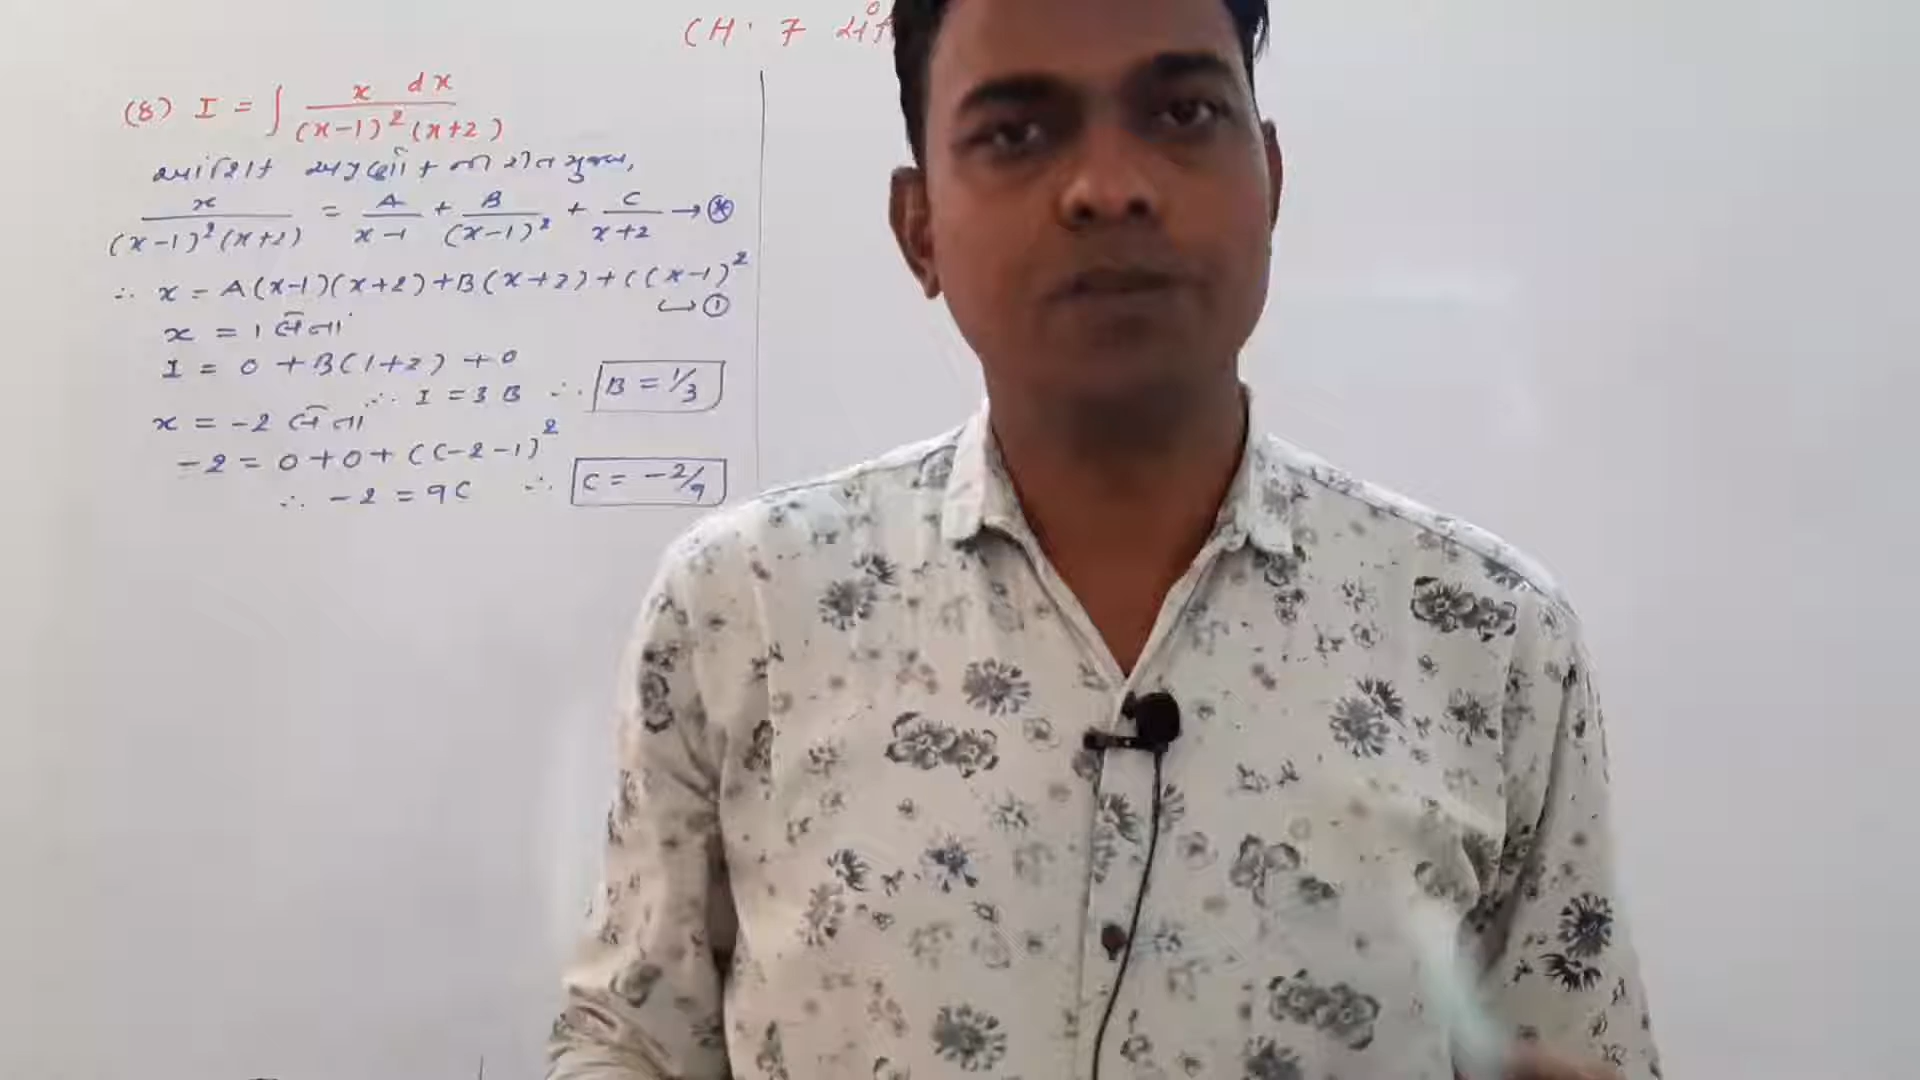 CH. 7
(8) I = ∫ x dx / (x-1)² (x+2)
આંશિક અપૂર્ણાંક ની રીત મુજબ,
x / (x-1)² (x+2) = A / x-1 + B / (x-1)² + C / x+2 → ⊛
∴ x = A(x-1)(x+2)+B(x+2)+C(x-1)²
↪ ①
x = 1 લેતાં
1 = 0 + B(1+2) + 0
∴ 1 = 3B ∴ B = 1/3
x = -2 લેતાં
-2 = 0+0+C(-2-1)²
∴ -2 = 9C ∴ C = -2/9